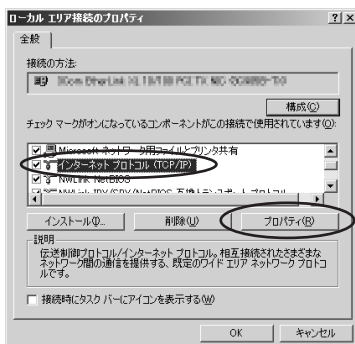 ローカル エリア接続のプロパティ
? ×
全般
接続の方法:
構成(C)
チェック マークがオンになっているコンポーネントがこの接続で使用されています(O):
Microsoft ネットワーク用ファイルとプリンタ共有
インターネット プロトコル (TCP/IP)
NWLink NetBIOS
インストール(I)...
削除(U)
プロパティ(R)
説明
伝送制御プロトコル/インターネット プロトコル。相互接続されたさまざまな
ネットワーク間の通信を提供する、既定のワイド エリア ネットワーク プロトコ
ルです。
接続時にタスク バーにアイコンを表示する(W)
OK
キャンセル